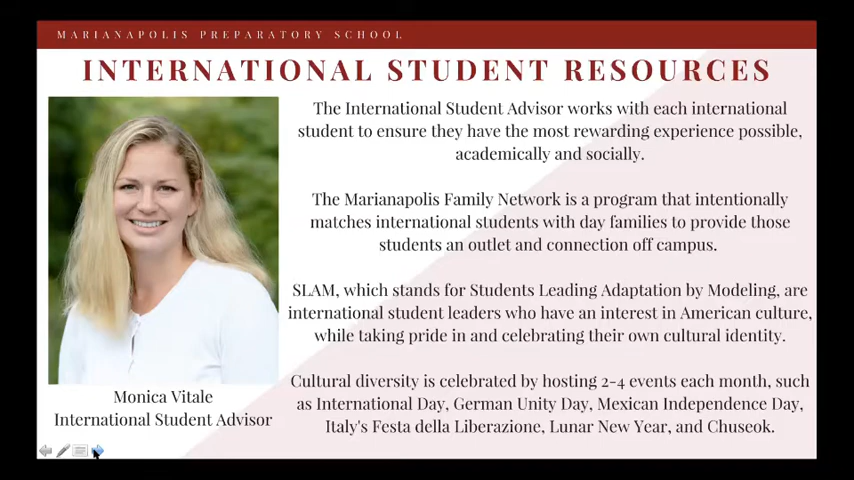 MARIANAPOLIS PREPARATORY SCHOOL
INTERNATIONAL STUDENT RESOURCES
The International Student Advisor works with each international
student to ensure they have the most rewarding experience possible,
academically and socially.
The Marianapolis Family Network is a program that intentionally
matches international students with day families to provide those
students an outlet and connection off campus.
SLAM, which stands for Students Leading Adaptation by Modeling, are
international student leaders who have an interest in American culture,
while taking pride in and celebrating their own cultural identity.
Cultural diversity is celebrated by hosting 2-4 events each month, such
as International Day, German Unity Day, Mexican Independence Day,
Italy's Festa della Liberazione, Lunar New Year, and Chuseok.
Monica Vitale
International Student Advisor